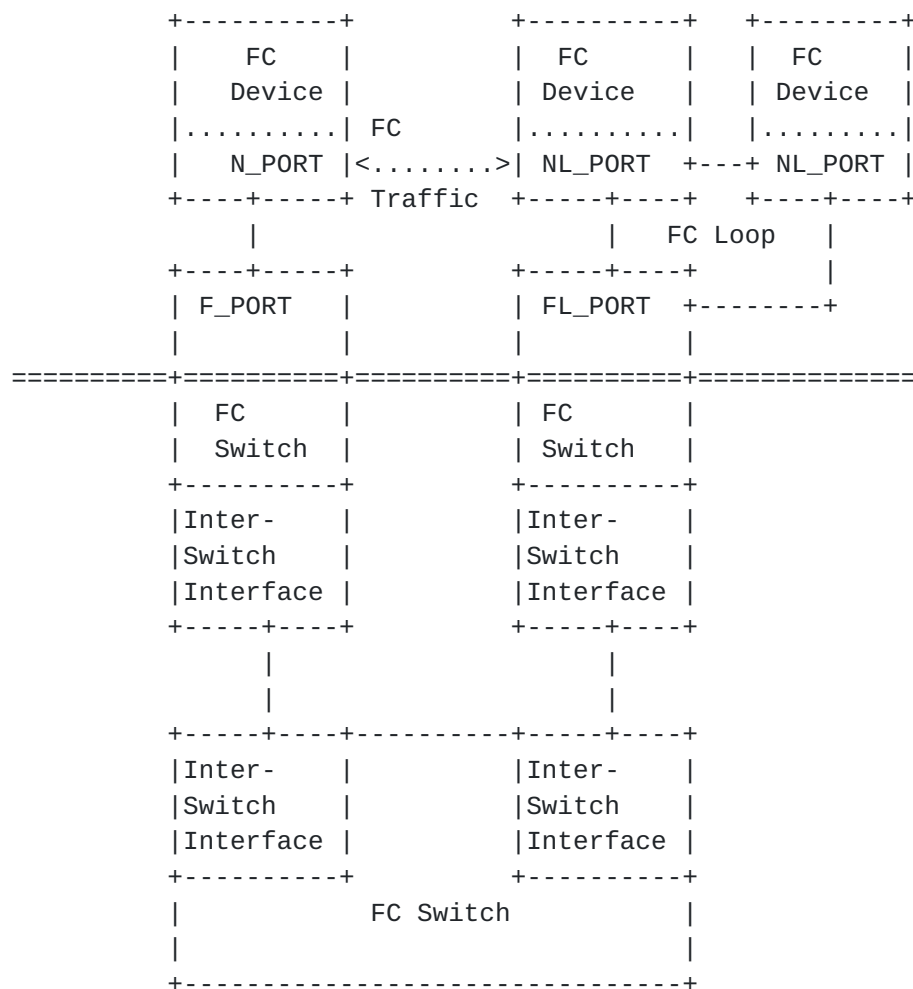 FC FC FC
Device Device Device
FC
N_PORT NL_PORT NL_PORT
Traffic
FC Loop
F_PORT FL_PORT
FC FC
Switch Switch
Inter- Inter-
Switch Switch
Interface Interface
Inter- Inter-
Switch Switch
Interface Interface
FC Switch